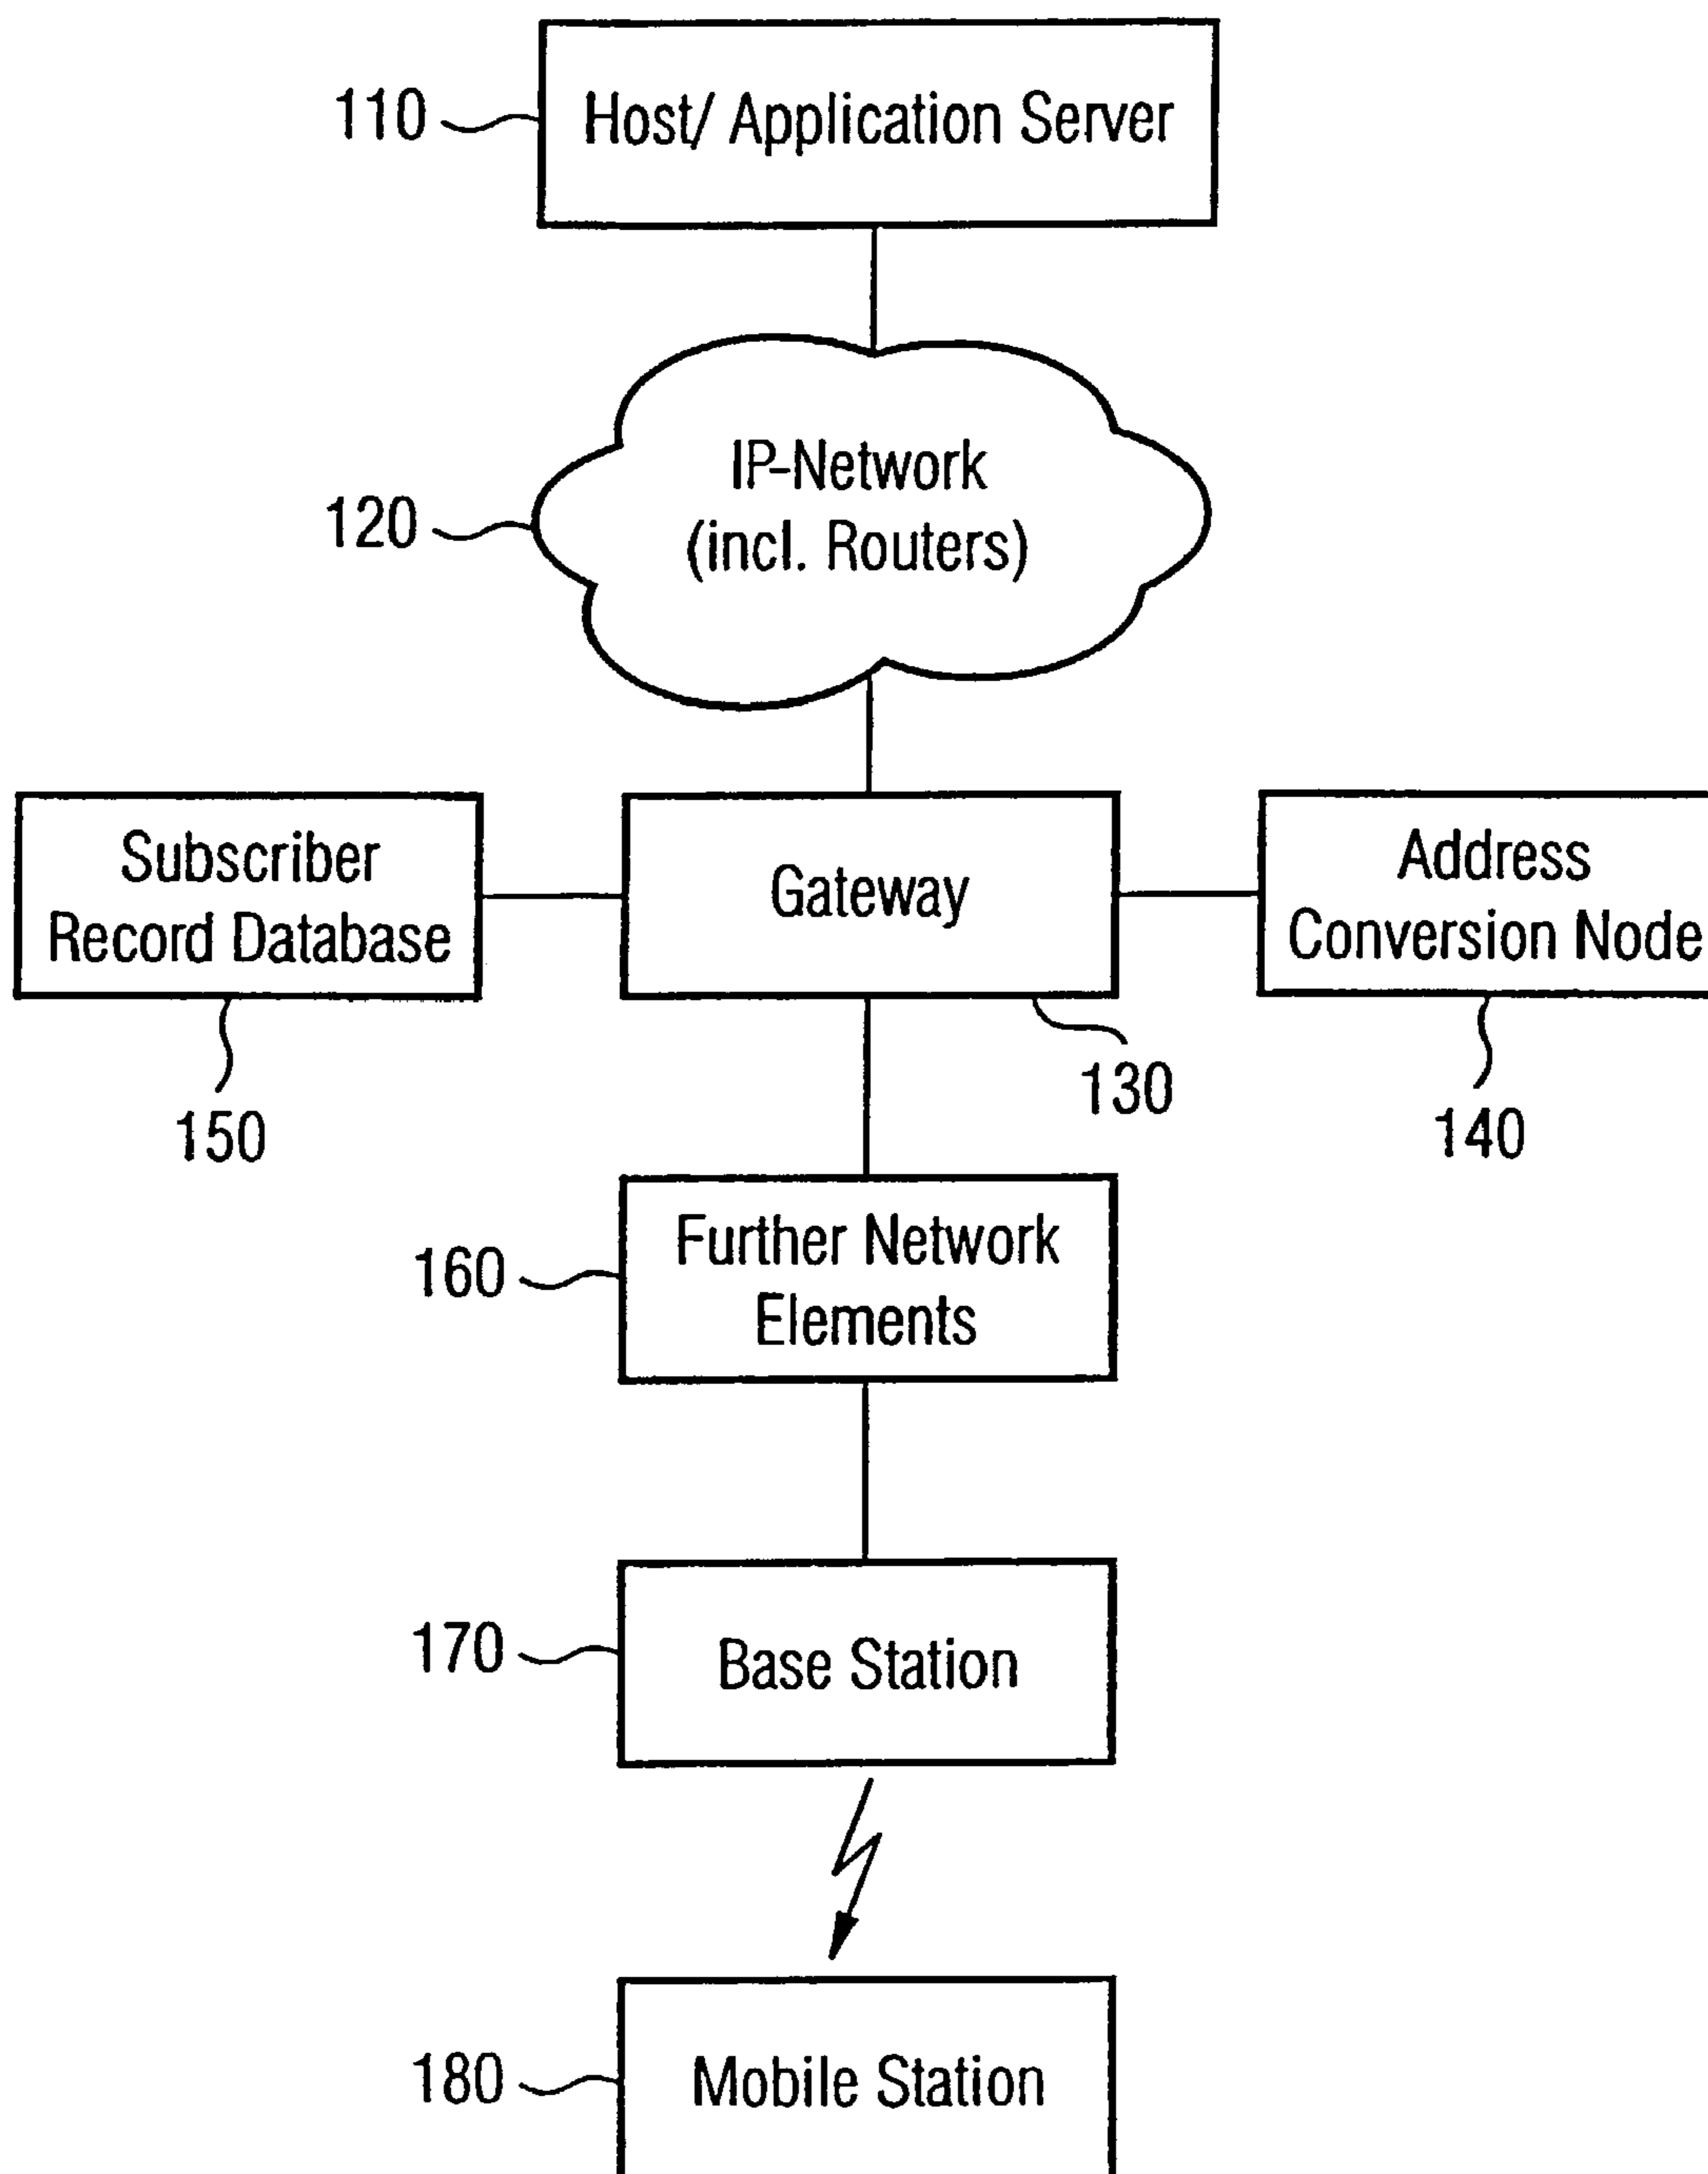 110
Host/ Application Server
IP-Network
(incl. Routers)
120
Subscriber
Record Database
Gateway
Address
Conversion Node
150
130
140
160
Further Network
Elements
170
Base Station
180
Mobile Station